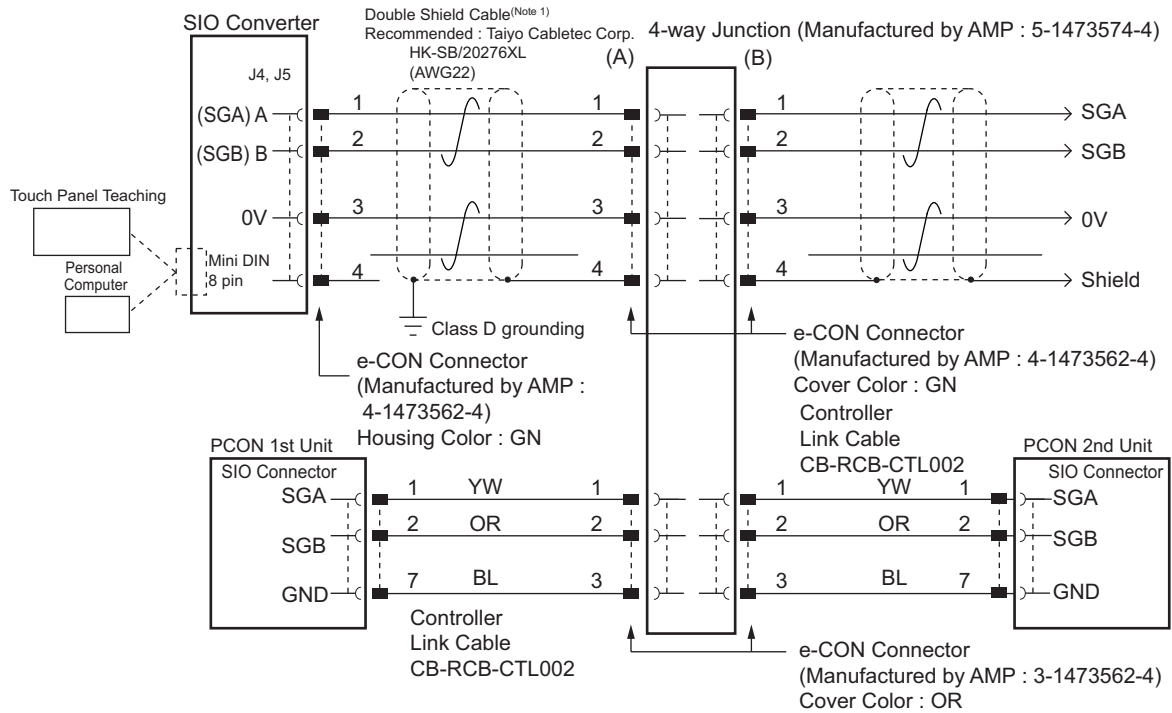 SIO Converter
Double Shield Cable(Note 1)
Recommended : Taiyo Cabletec Corp.
HK-SB/20276XL
(AWG22)
4-way Junction (Manufactured by AMP : 5-1473574-4)
(A)
(B)
J4, J5
(SGA) A
1
1
1
SGA
(SGB) B
2
2
2
SGB
Touch Panel Teaching
0V
3
3
3
0V
Personal
Computer
Mini DIN
8 pin
4
4
4
Shield
Class D grounding
e-CON Connector
(Manufactured by AMP :
4-1473562-4)
Housing Color : GN
e-CON Connector
(Manufactured by AMP : 4-1473562-4)
Cover Color : GN
Controller
Link Cable
CB-RCB-CTL002
PCON 1st Unit
SIO Connector
PCON 2nd Unit
SIO Connector
SGA
1
YW
1
1
YW
1
SGA
SGB
2
OR
2
2
OR
2
SGB
GND
7
BL
3
3
BL
7
GND
Controller
Link Cable
CB-RCB-CTL002
e-CON Connector
(Manufactured by AMP : 3-1473562-4)
Cover Color : OR